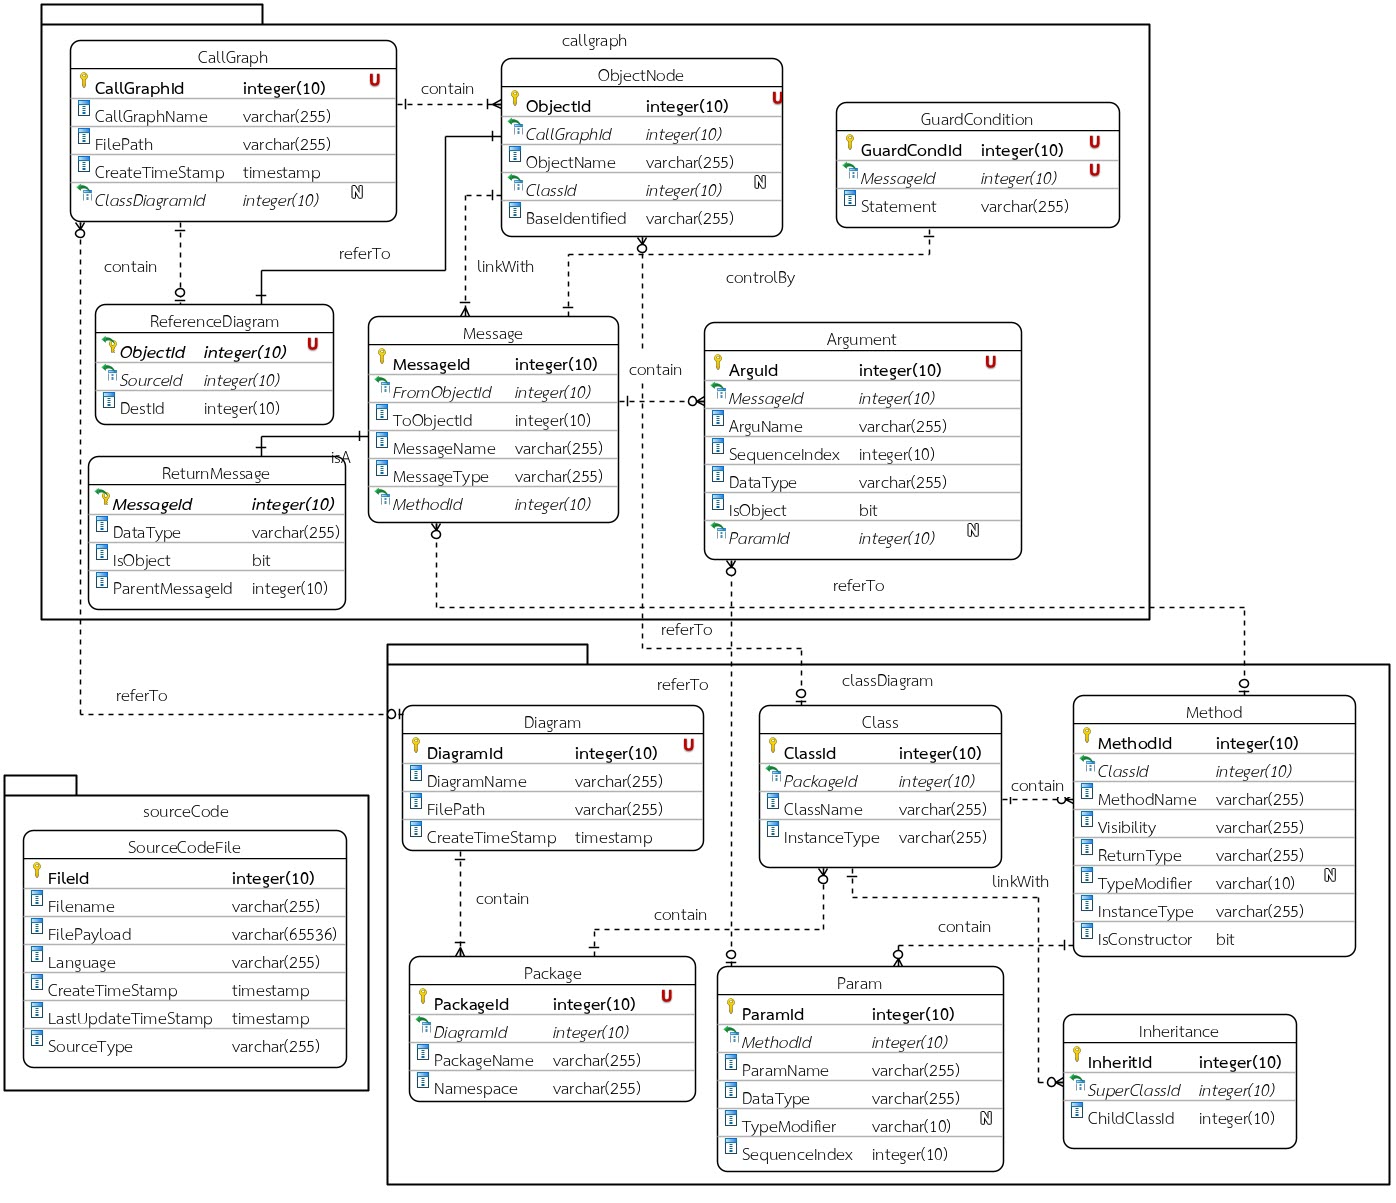 callgraph
CallGraph
CallGraphId integer(10) U
CallGraphName varchar(255)
FilePath varchar(255)
CreateTimeStamp timestamp
ClassDiagramId integer(10) N
contain
ObjectNode
ObjectId integer(10) U
CallGraphId integer(10)
ObjectName varchar(255)
ClassId integer(10) N
BaseIdentified varchar(255)
GuardCondition
GuardCondId integer(10) U
MessageId integer(10) U
Statement varchar(255)
contain
referTo
linkWith
controlBy
ReferenceDiagram
ObjectId integer(10) U
SourceId integer(10)
DestId integer(10)
Message
MessageId integer(10)
FromObjectId integer(10)
ToObjectId integer(10)
MessageName varchar(255)
MessageType varchar(255)
MethodId integer(10)
contain
Argument
ArguId integer(10) U
MessageId integer(10)
ArguName varchar(255)
SequenceIndex integer(10)
DataType varchar(255)
IsObject bit
ParamId integer(10) N
isA
ReturnMessage
MessageId integer(10)
DataType varchar(255)
IsObject bit
ParentMessageId integer(10)
referTo
referTo
referTo
referTo
classDiagram
Diagram
DiagramId integer(10) U
DiagramName varchar(255)
FilePath varchar(255)
CreateTimeStamp timestamp
Class
ClassId integer(10)
PackageId integer(10)
ClassName varchar(255)
InstanceType varchar(255)
contain
Method
MethodId integer(10)
ClassId integer(10)
MethodName varchar(255)
Visibility varchar(255)
ReturnType varchar(255)
TypeModifier varchar(10) N
InstanceType varchar(255)
IsConstructor bit
sourceCode
SourceCodeFile
FileId integer(10)
Filename varchar(255)
FilePayload varchar(65536)
Language varchar(255)
CreateTimeStamp timestamp
LastUpdateTimeStamp timestamp
SourceType varchar(255)
contain
contain
linkWith
contain
Package
PackageId integer(10) U
DiagramId integer(10)
PackageName varchar(255)
Namespace varchar(255)
Param
ParamId integer(10)
MethodId integer(10)
ParamName varchar(255)
DataType varchar(255)
TypeModifier varchar(10) N
SequenceIndex integer(10)
Inheritance
InheritId integer(10)
SuperClassId integer(10)
ChildClassId integer(10)